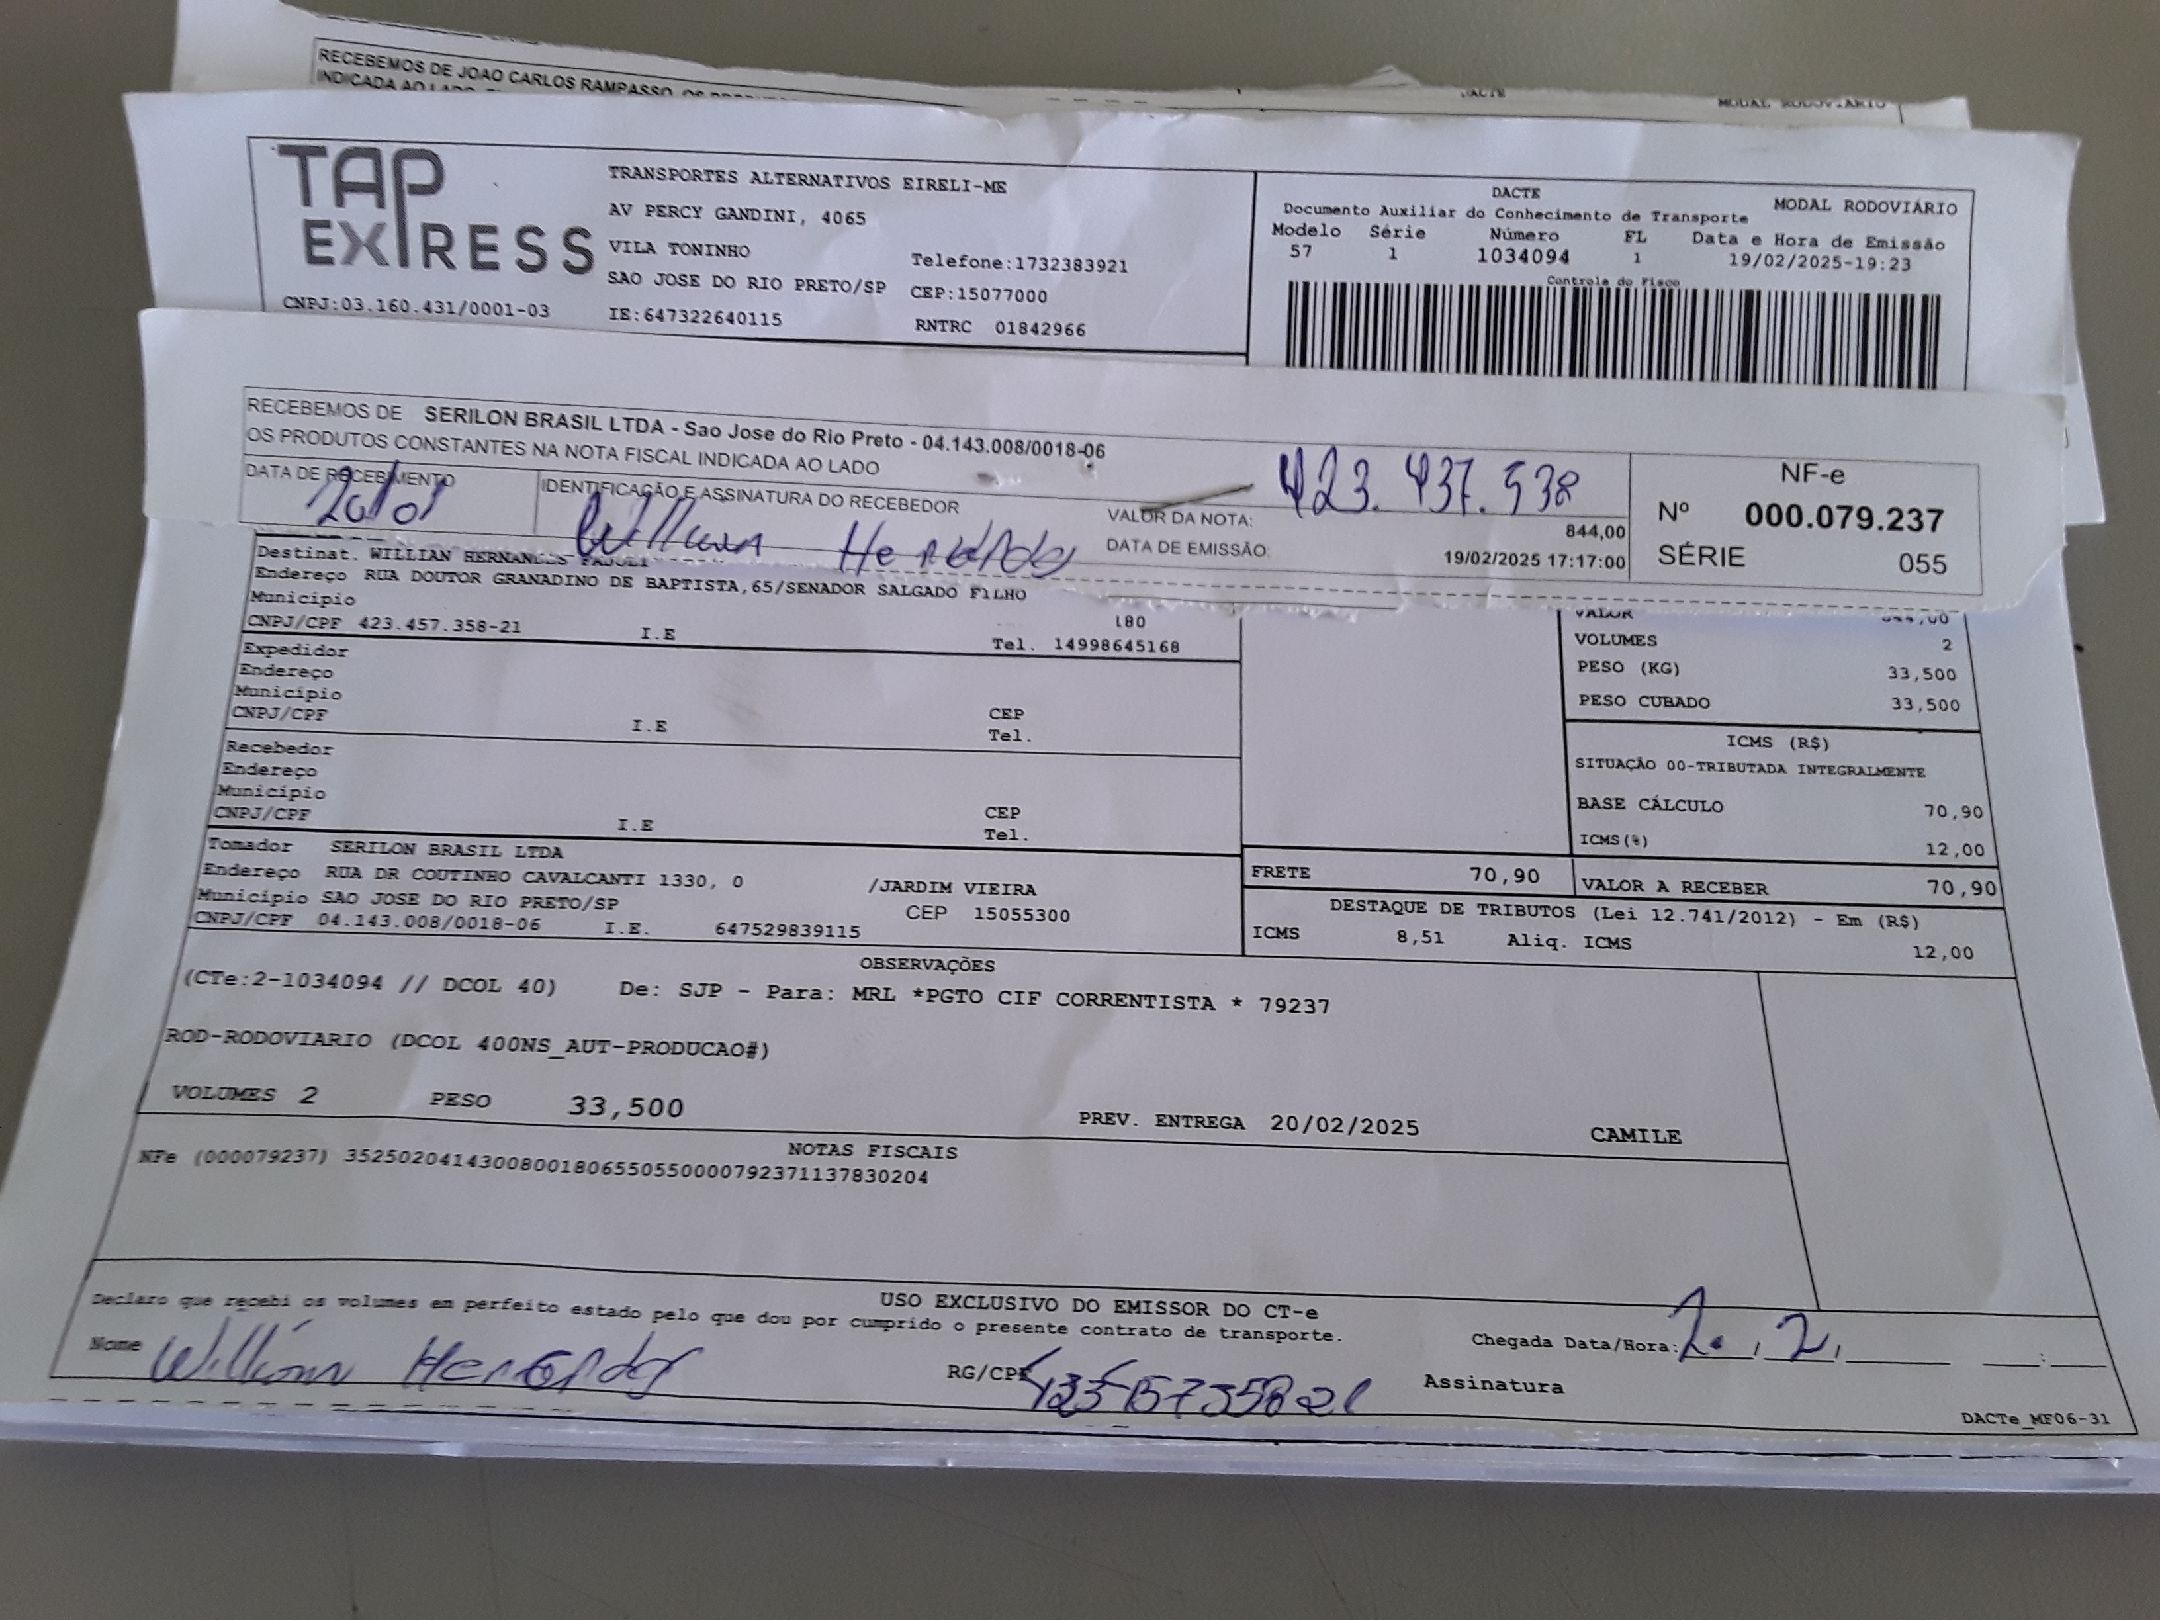 RECEBEMOS DE JOAO CARLOS RAMPASSO, OS
INDICADA AO LADO
DACTE
MODAL RODOVIARIO
TAP EXPRESS
TRANSPORTES ALTERNATIVOS EIRELI-ME
AV PERCY GANDINI, 4065
VILA TONINHO
Telefone:1732383921
SAO JOSE DO RIO PRETO/SP
CEP:15077000
CNPJ:03.160.431/0001-03
IE:647322640115
RNTRC 01842966
DACTE
MODAL RODOVIÁRIO
Documento Auxiliar do Conhecimento de Transporte
Modelo Série Número FL Data e Hora de Emissão
57 1 1034094 1 19/02/2025-19:23
Controle do Fisco
RECEBEMOS DE SERILON BRASIL LTDA - Sao Jose do Rio Preto - 04.143.008/0018-06
OS PRODUTOS CONSTANTES NA NOTA FISCAL INDICADA AO LADO
DATA DE RECEBIMENTO
IDENTIFICAÇÃO E ASSINATURA DO RECEBEDOR
Willian
VALOR DA NOTA: 844,00
DATA DE EMISSÃO: 19/02/2025 17:17:00
NF-e
Nº 000.079.237
SÉRIE 055
Destinat. WILLIAN HERNANDES
Endereço RUA DOUTOR GRANADINO DE BAPTISTA,65/SENADOR SALGADO FILHO
Município
180
CNPJ/CPF 423.457.358-21 I.E Tel. 14998645168
Expedidor
Endereço
Município CEP
CNPJ/CPF I.E Tel.
Recebedor
Endereço
Município CEP
CNPJ/CPF I.E Tel.
Tomador SERILON BRASIL LTDA
Endereço RUA DR COUTINHO CAVALCANTI 1330, 0 /JARDIM VIEIRA
Município SAO JOSE DO RIO PRETO/SP CEP 15055300
CNPJ/CPF 04.143.008/0018-06 I.E. 647529839115
VALOR 844,00
VOLUMES 2
PESO (KG) 33,500
PESO CUBADO 33,500
ICMS (R$)
SITUAÇÃO 00-TRIBUTADA INTEGRALMENTE
BASE CÁLCULO 70,90
ICMS(%) 12,00
FRETE 70,90 VALOR A RECEBER 70,90
DESTAQUE DE TRIBUTOS (Lei 12.741/2012) - Em (R$)
ICMS 8,51 Aliq. ICMS 12,00
OBSERVAÇÕES
(CTe:2-1034094 // DCOL 40) De: SJP - Para: MRL *PGTO CIF CORRENTISTA * 79237
ROD-RODOVIARIO (DCOL 400NS_AUT-PRODUCAO#)
VOLUMES 2 PESO 33,500 PREV. ENTREGA 20/02/2025 CAMILE
NOTAS FISCAIS
NFe (000079237) 35250204143008001806550550000792371137830204
USO EXCLUSIVO DO EMISSOR DO CT-e
Declaro que recebi os volumes em perfeito estado pelo que dou por cumprido o presente contrato de transporte.
Nome Willian
RG/CPF
Assinatura
Chegada Data/Hora: 20, 2,
DACTe_MF06-31